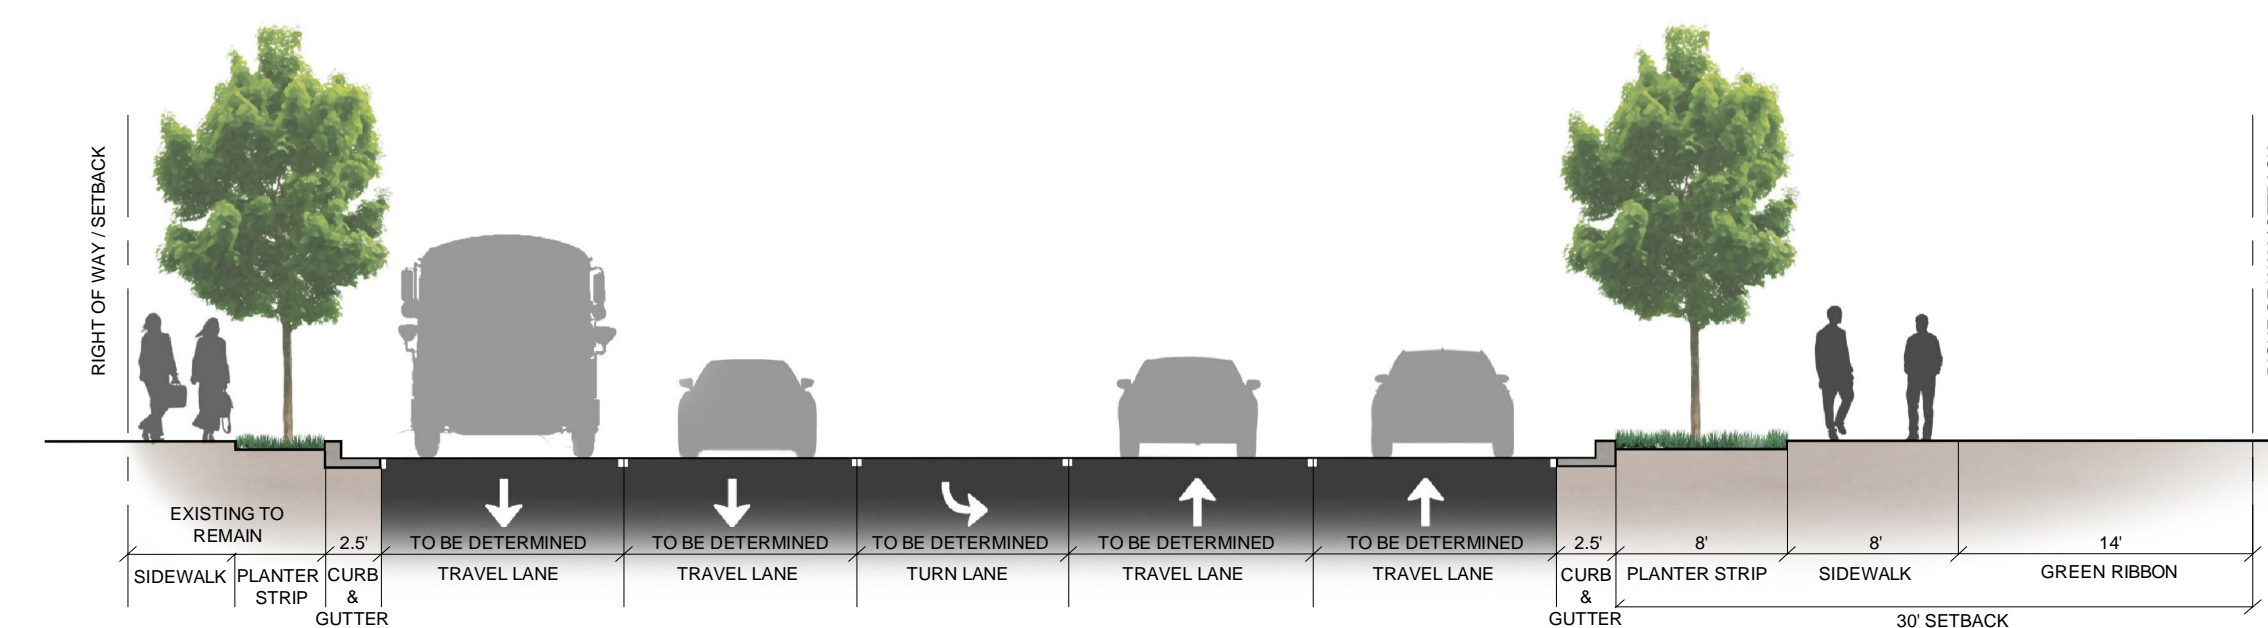 RIGHT OF WAY / SETBACK
EXISTING TO
REMAIN
2.5'
TO BE DETERMINED
TO BE DETERMINED
TO BE DETERMINED
TO BE DETERMINED
TO BE DETERMINED
2.5'
8'
8'
14'
SIDEWALK
PLANTER
STRIP
CURB
&
GUTTER
TRAVEL LANE
TRAVEL LANE
TURN LANE
TRAVEL LANE
TRAVEL LANE
CURB
&
GUTTER
PLANTER STRIP
SIDEWALK
GREEN RIBBON
30' SETBACK